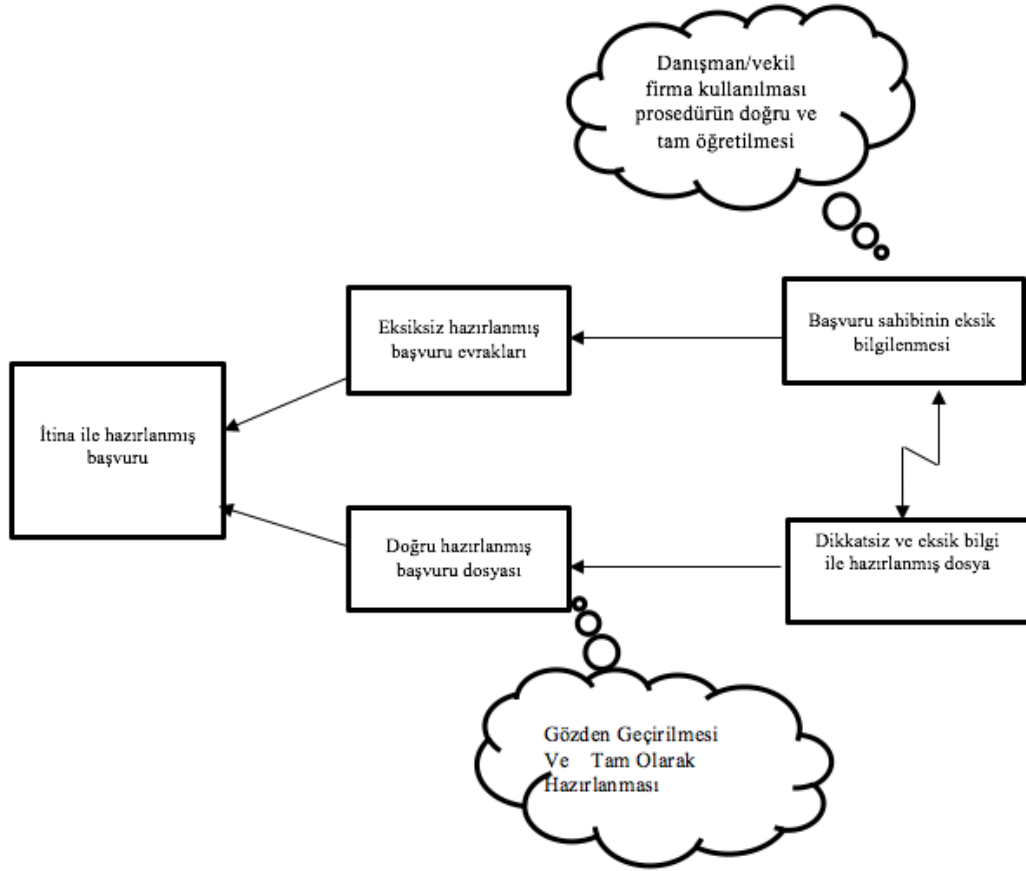 Danışman/vekil
firma kullanılması
prosedürün doğru ve
tam öğretilmesi
Eksiksiz hazırlanmış
başvuru evrakları
Başvuru sahibinin eksik
bilgilenmesi
İtina ile hazırlanmış
başvuru
Doğru hazırlanmış
başvuru dosyası
Dikkatsiz ve eksik bilgi
ile hazırlanmış dosya
Gözden Geçirilmesi
Ve Tam Olarak
Hazırlanması